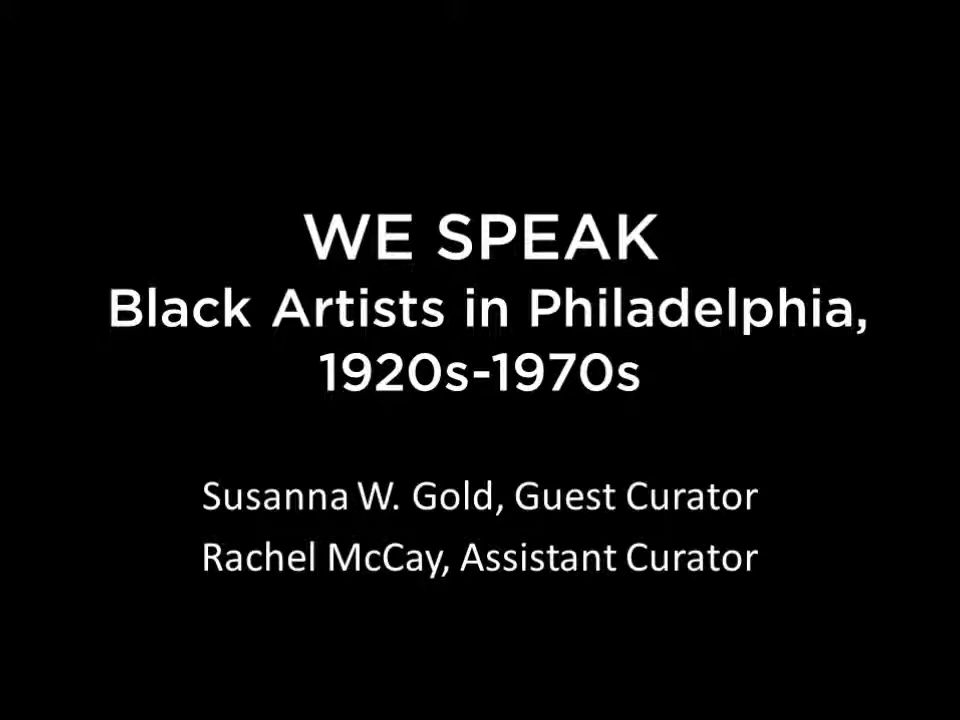 WE SPEAK
Black Artists in Philadelphia,
1920s-1970s
Susanna W. Gold, Guest Curator
Rachel McCay, Assistant Curator